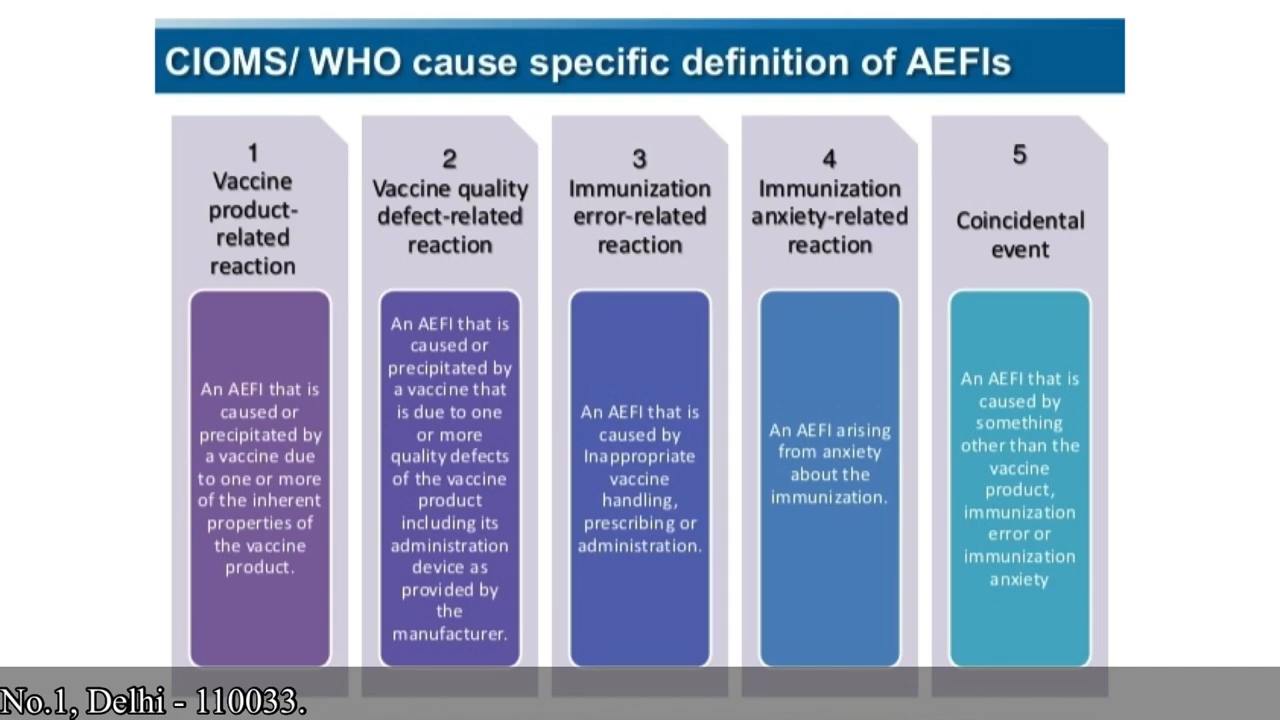 CIOMS/ WHO cause specific definition of AEFIs
1
Vaccine
product-
related
reaction
An AEFI that is
caused or
precipitated by
a vaccine due
to one or more
of the inherent
properties of
the vaccine
product.
2
Vaccine quality
defect-related
reaction
An AEFI that is
caused or
precipitated by
a vaccine that
is due to one
or more
quality defects
of the vaccine
product
including its
administration
device as
provided by
the
manufacturer.
3
Immunization
error-related
reaction
An AEFI that is
caused by
Inappropriate
vaccine
handling,
prescribing or
administration.
4
Immunization
anxiety-related
reaction
An AEFI arising
from anxiety
about the
immunization.
5
Coincidental
event
An AEFI that is
caused by
something
other than the
vaccine
product,
immunization
error or
immunization
anxiety
No.1, Delhi - 110033.